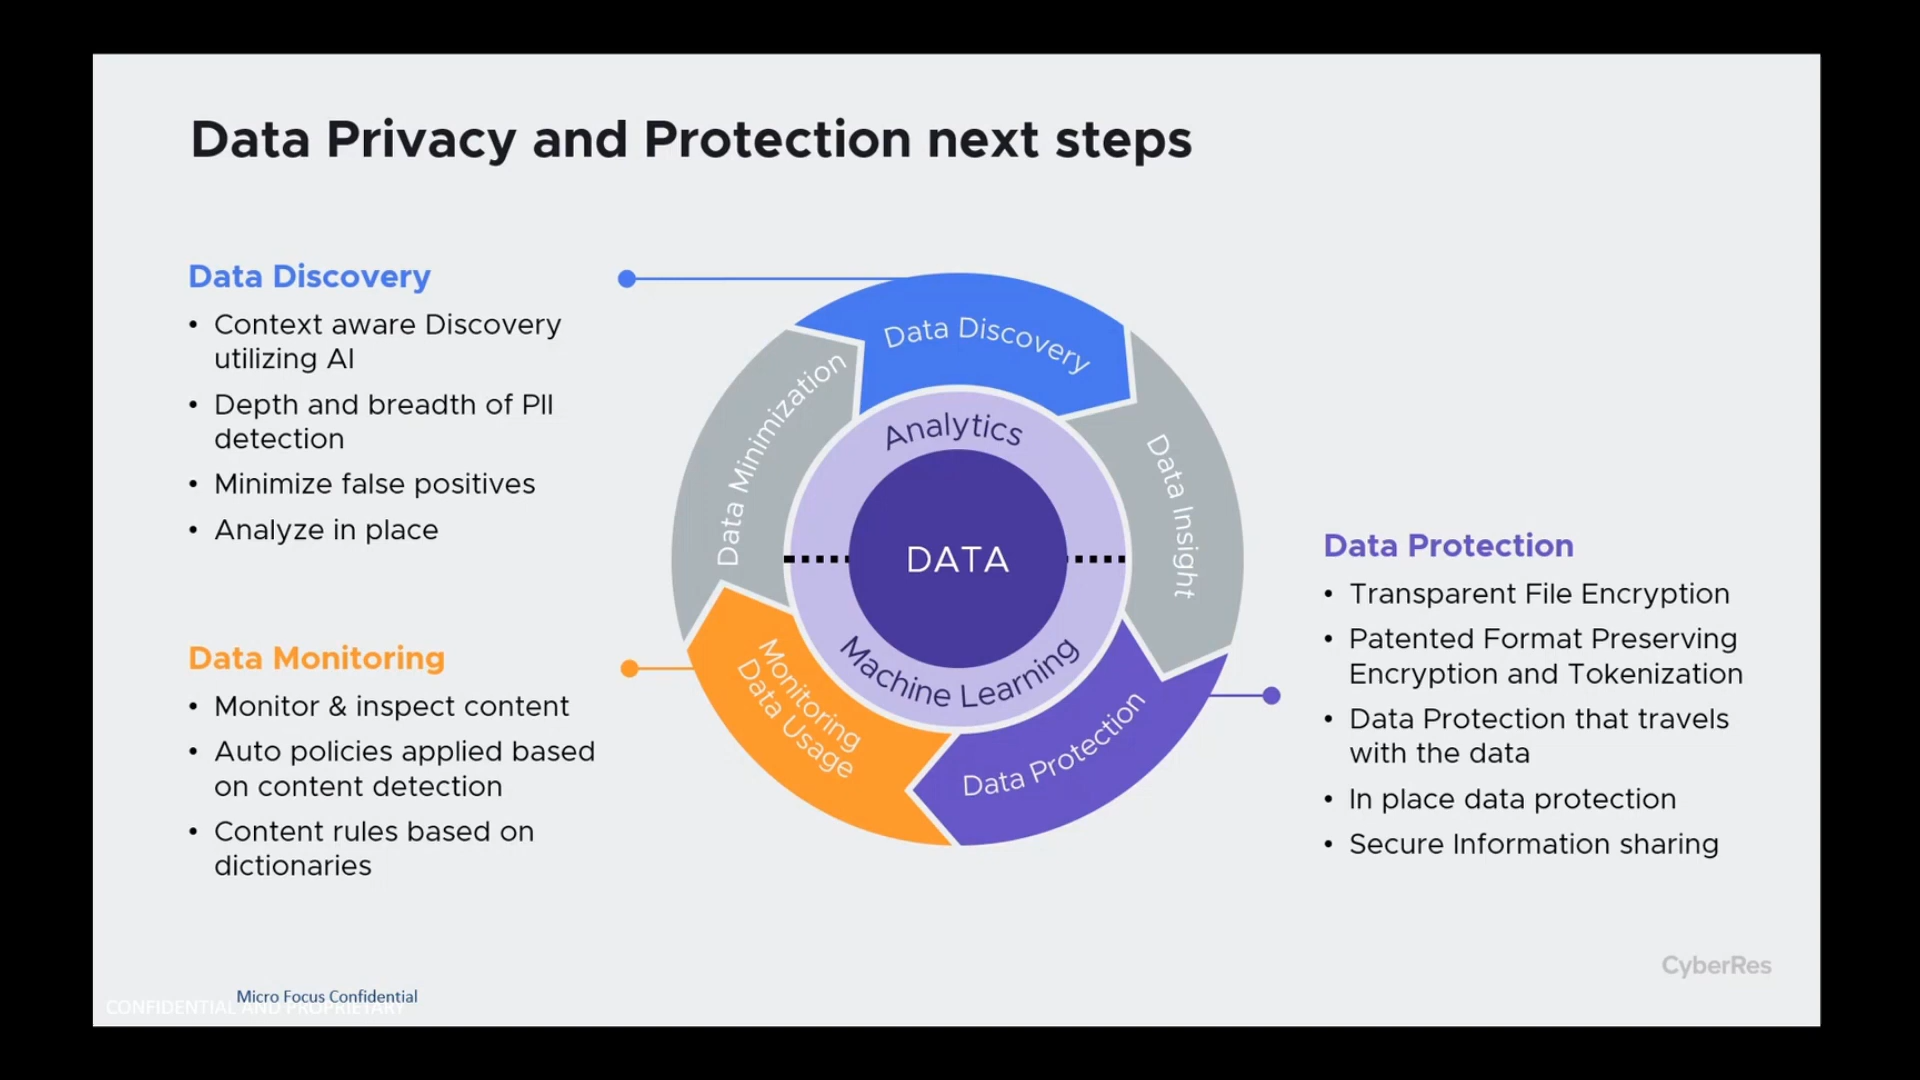 Data Privacy and Protection next steps
Data Discovery
• Context aware Discovery
utilizing AI
• Depth and breadth of PII
detection
• Minimize false positives
• Analyze in place
Data Monitoring
• Monitor & inspect content
• Auto policies applied based
on content detection
• Content rules based on
dictionaries
Data Discovery
Data Insight
Data Protection
Monitoring
Data Usage
Data Minimization
Analytics
DATA
Machine Learning
Data Protection
• Transparent File Encryption
• Patented Format Preserving
Encryption and Tokenization
• Data Protection that travels
with the data
• In place data protection
• Secure Information sharing
CyberRes
Micro Focus Confidential
CONFIDENTIAL AND PROPRIETARY